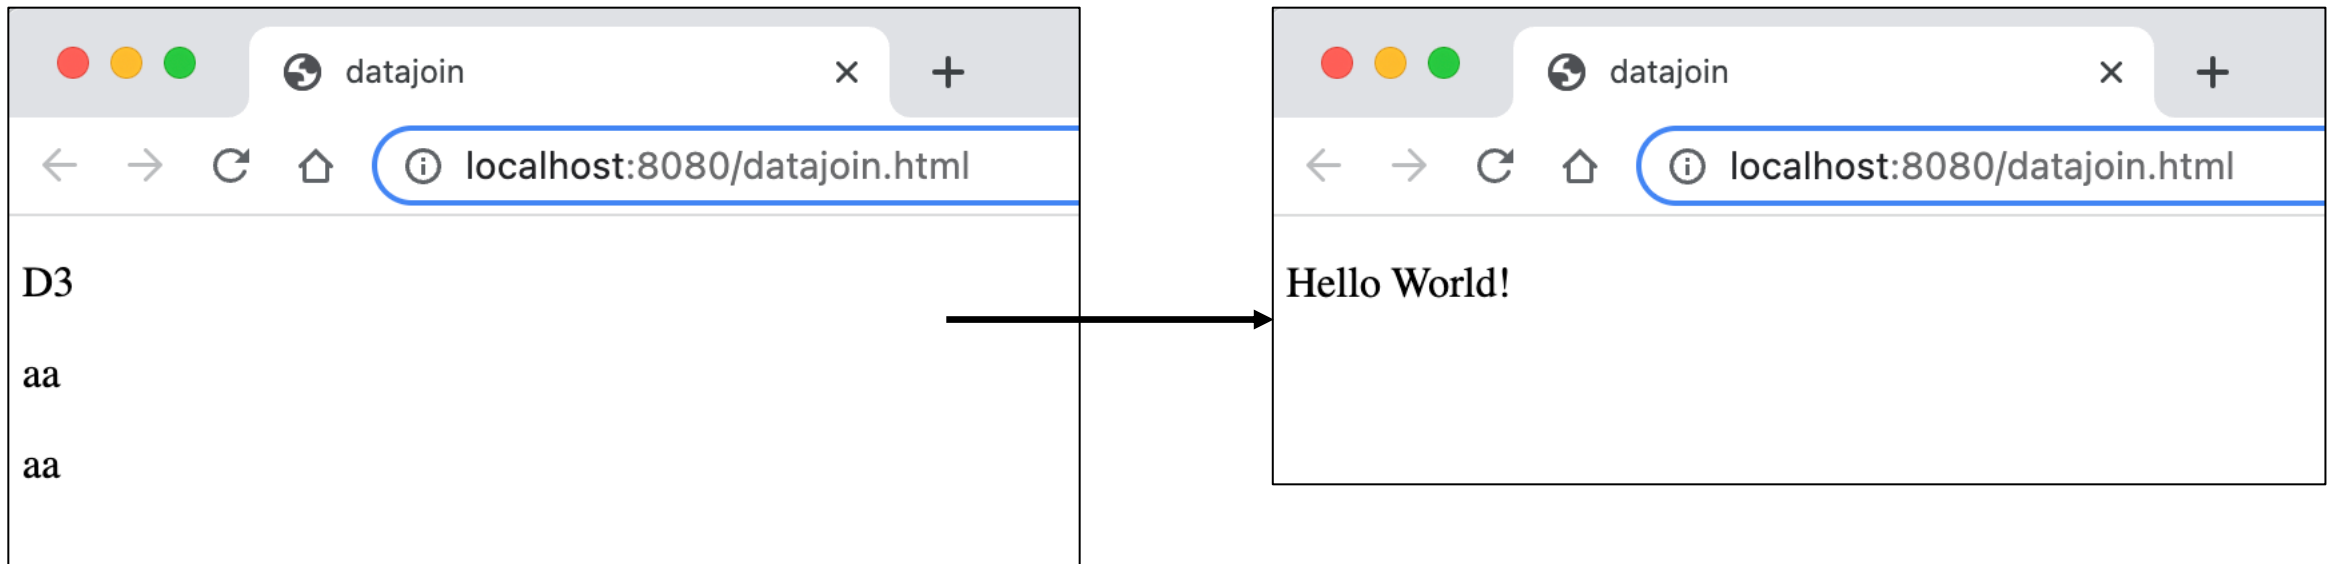 datajoin
localhost:8080/datajoin.html
D3
aa
aa
datajoin
localhost:8080/datajoin.html
Hello World!